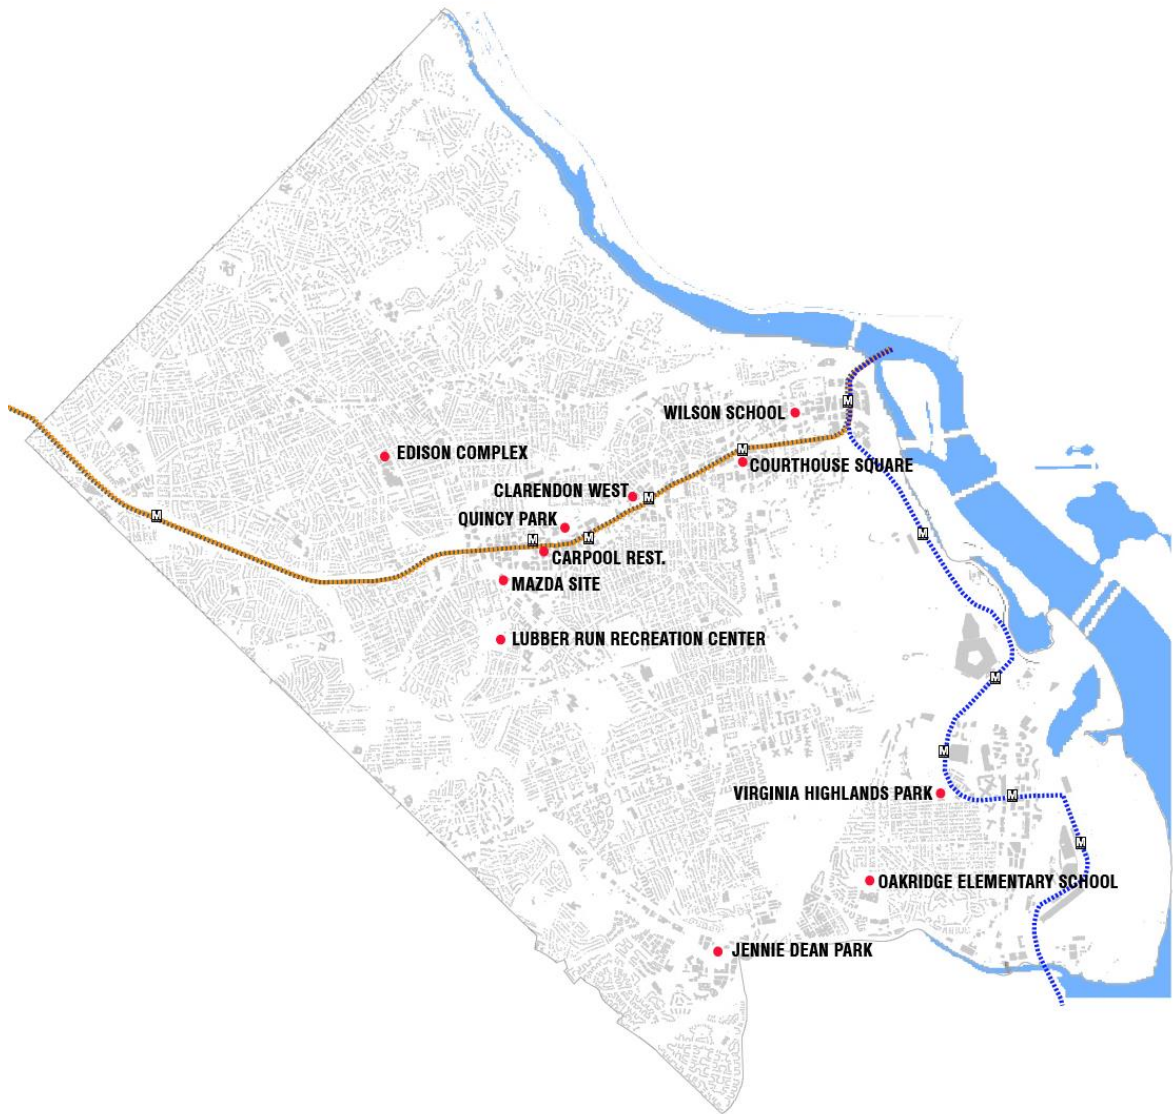 M
WILSON SCHOOL
M
EDISON COMPLEX
COURTHOUSE SQUARE
CLARENDON WEST
M
M
QUINCY PARK
M
M
M
CARPOOL REST.
MAZDA SITE
LUBBER RUN RECREATION CENTER
M
M
VIRGINIA HIGHLANDS PARK
M
M
OAKRIDGE ELEMENTARY SCHOOL
JENNIE DEAN PARK